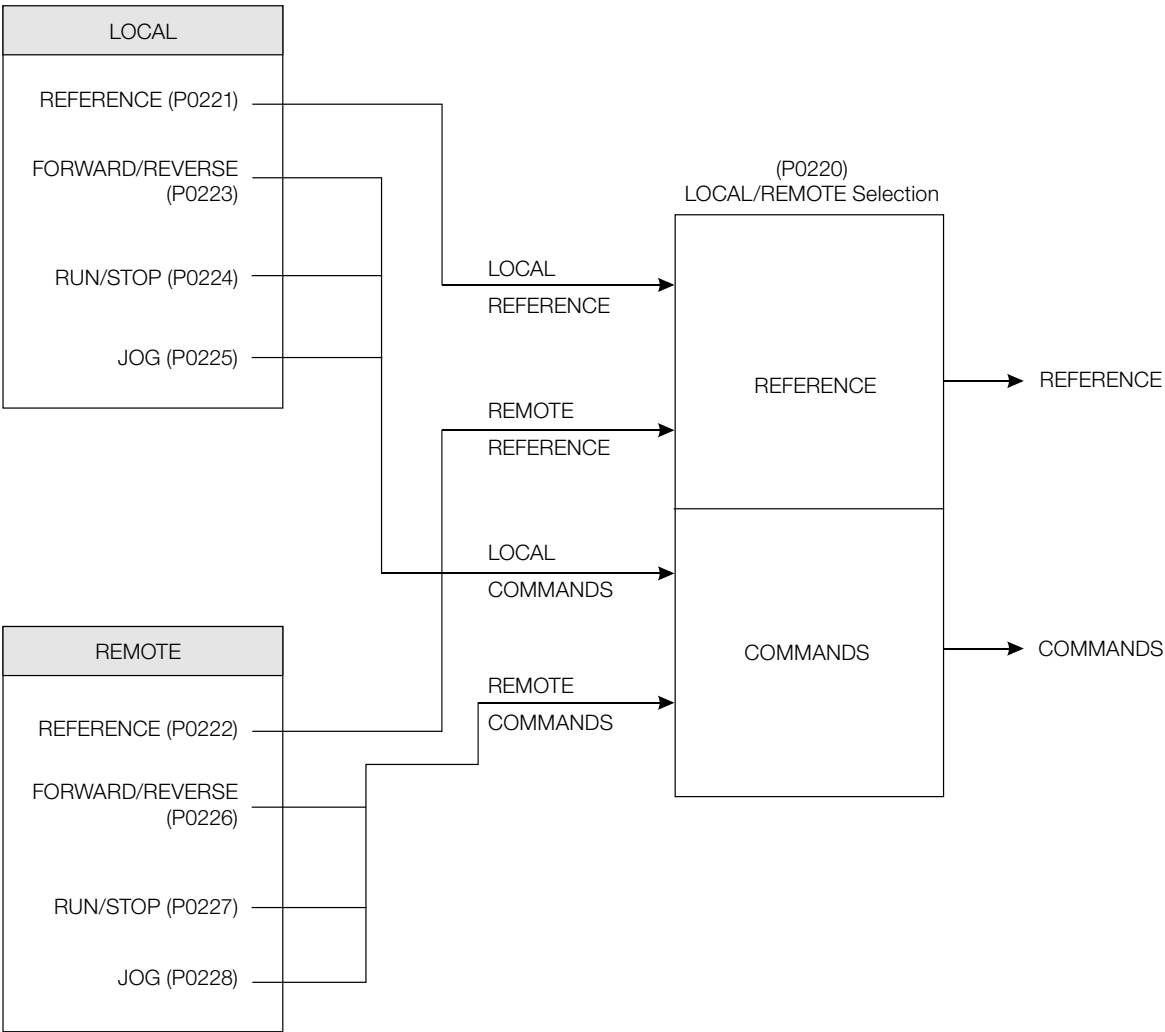 LOCAL
REFERENCE (P0221)
FORWARD/REVERSE
(P0223)
RUN/STOP (P0224)
JOG (P0225)
REMOTE
REFERENCE (P0222)
FORWARD/REVERSE
(P0226)
RUN/STOP (P0227)
JOG (P0228)
LOCAL
REFERENCE
REMOTE
REFERENCE
LOCAL
COMMANDS
REMOTE
COMMANDS
(P0220)
LOCAL/REMOTE Selection
REFERENCE
COMMANDS
REFERENCE
COMMANDS